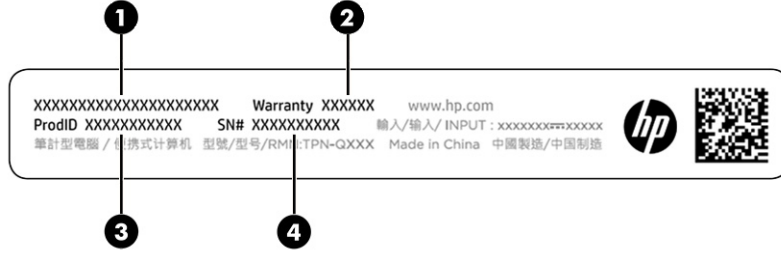 1 2
XXXXXXXXXXXXXXXXXXXXX Warranty XXXXXX www.hp.com
ProdID XXXXXXXXXXX SN# XXXXXXXXXX 輸入/输入/ INPUT : xxxxxxx⎓xxxxx
筆記型電腦 / 便携式计算机 型號/型号/RMN:TPN-QXXX Made in China 中國製造/中国制造
hp
3 4